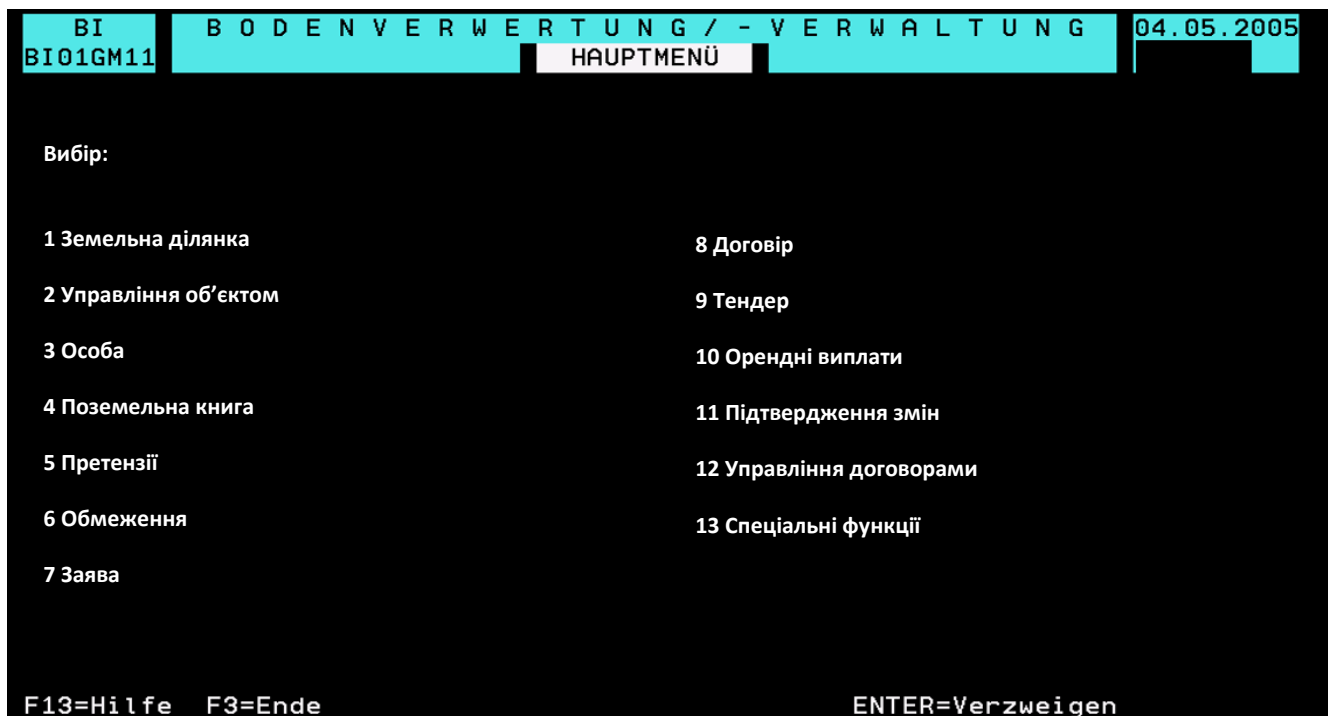 BI BODENVERWERTUNG/-VERWALTUNG 04.05.2005
BI01GM11 HAUPTMENÜ
Вибір:
1 Земельна ділянка
2 Управління об’єктом
3 Особа
4 Поземельна книга
5 Претензії
6 Обмеження
7 Заява
8 Договір
9 Тендер
10 Орендні виплати
11 Підтвердження змін
12 Управління договорами
13 Спеціальні функції
F13=Hilfe F3=Ende ENTER=Verzweigen